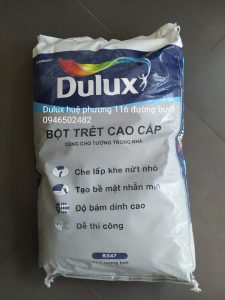 Dulux
Dulux huệ phương 116 đường bưởi
0946502482
BỘT TRÉT CAO CẤP
DÙNG CHO TƯỜNG TRONG NHÀ
Che lấp khe nứt nhỏ
Tạo bề mặt nhẵn mịn
Độ bám dính cao
Dễ thi công
B347